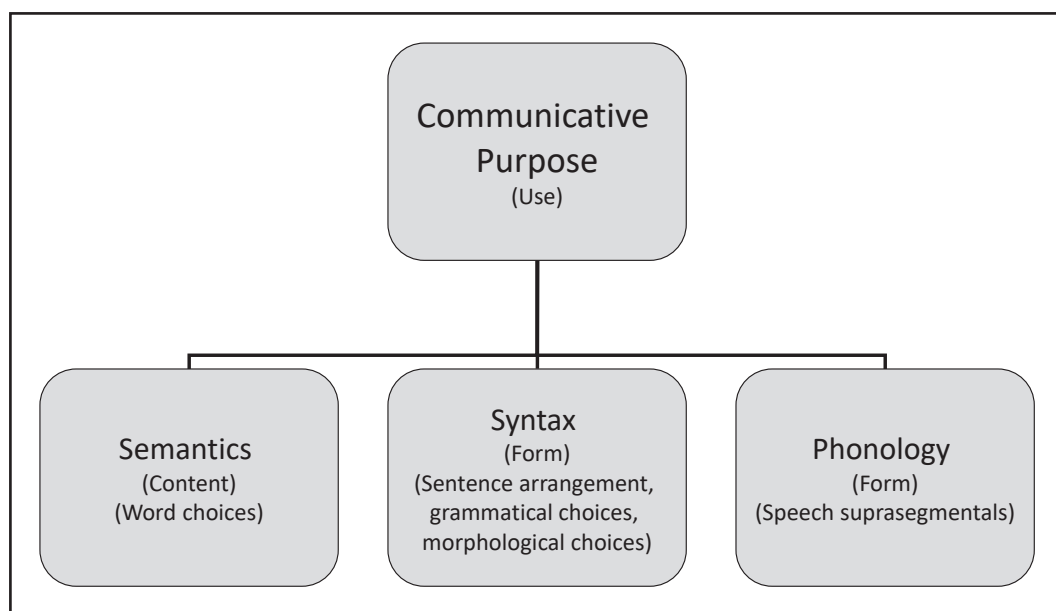 Communicative
Purpose
(Use)
Semantics
(Content)
(Word choices)
Syntax
(Form)
(Sentence arrangement,
grammatical choices,
morphological choices)
Phonology
(Form)
(Speech suprasegmentals)